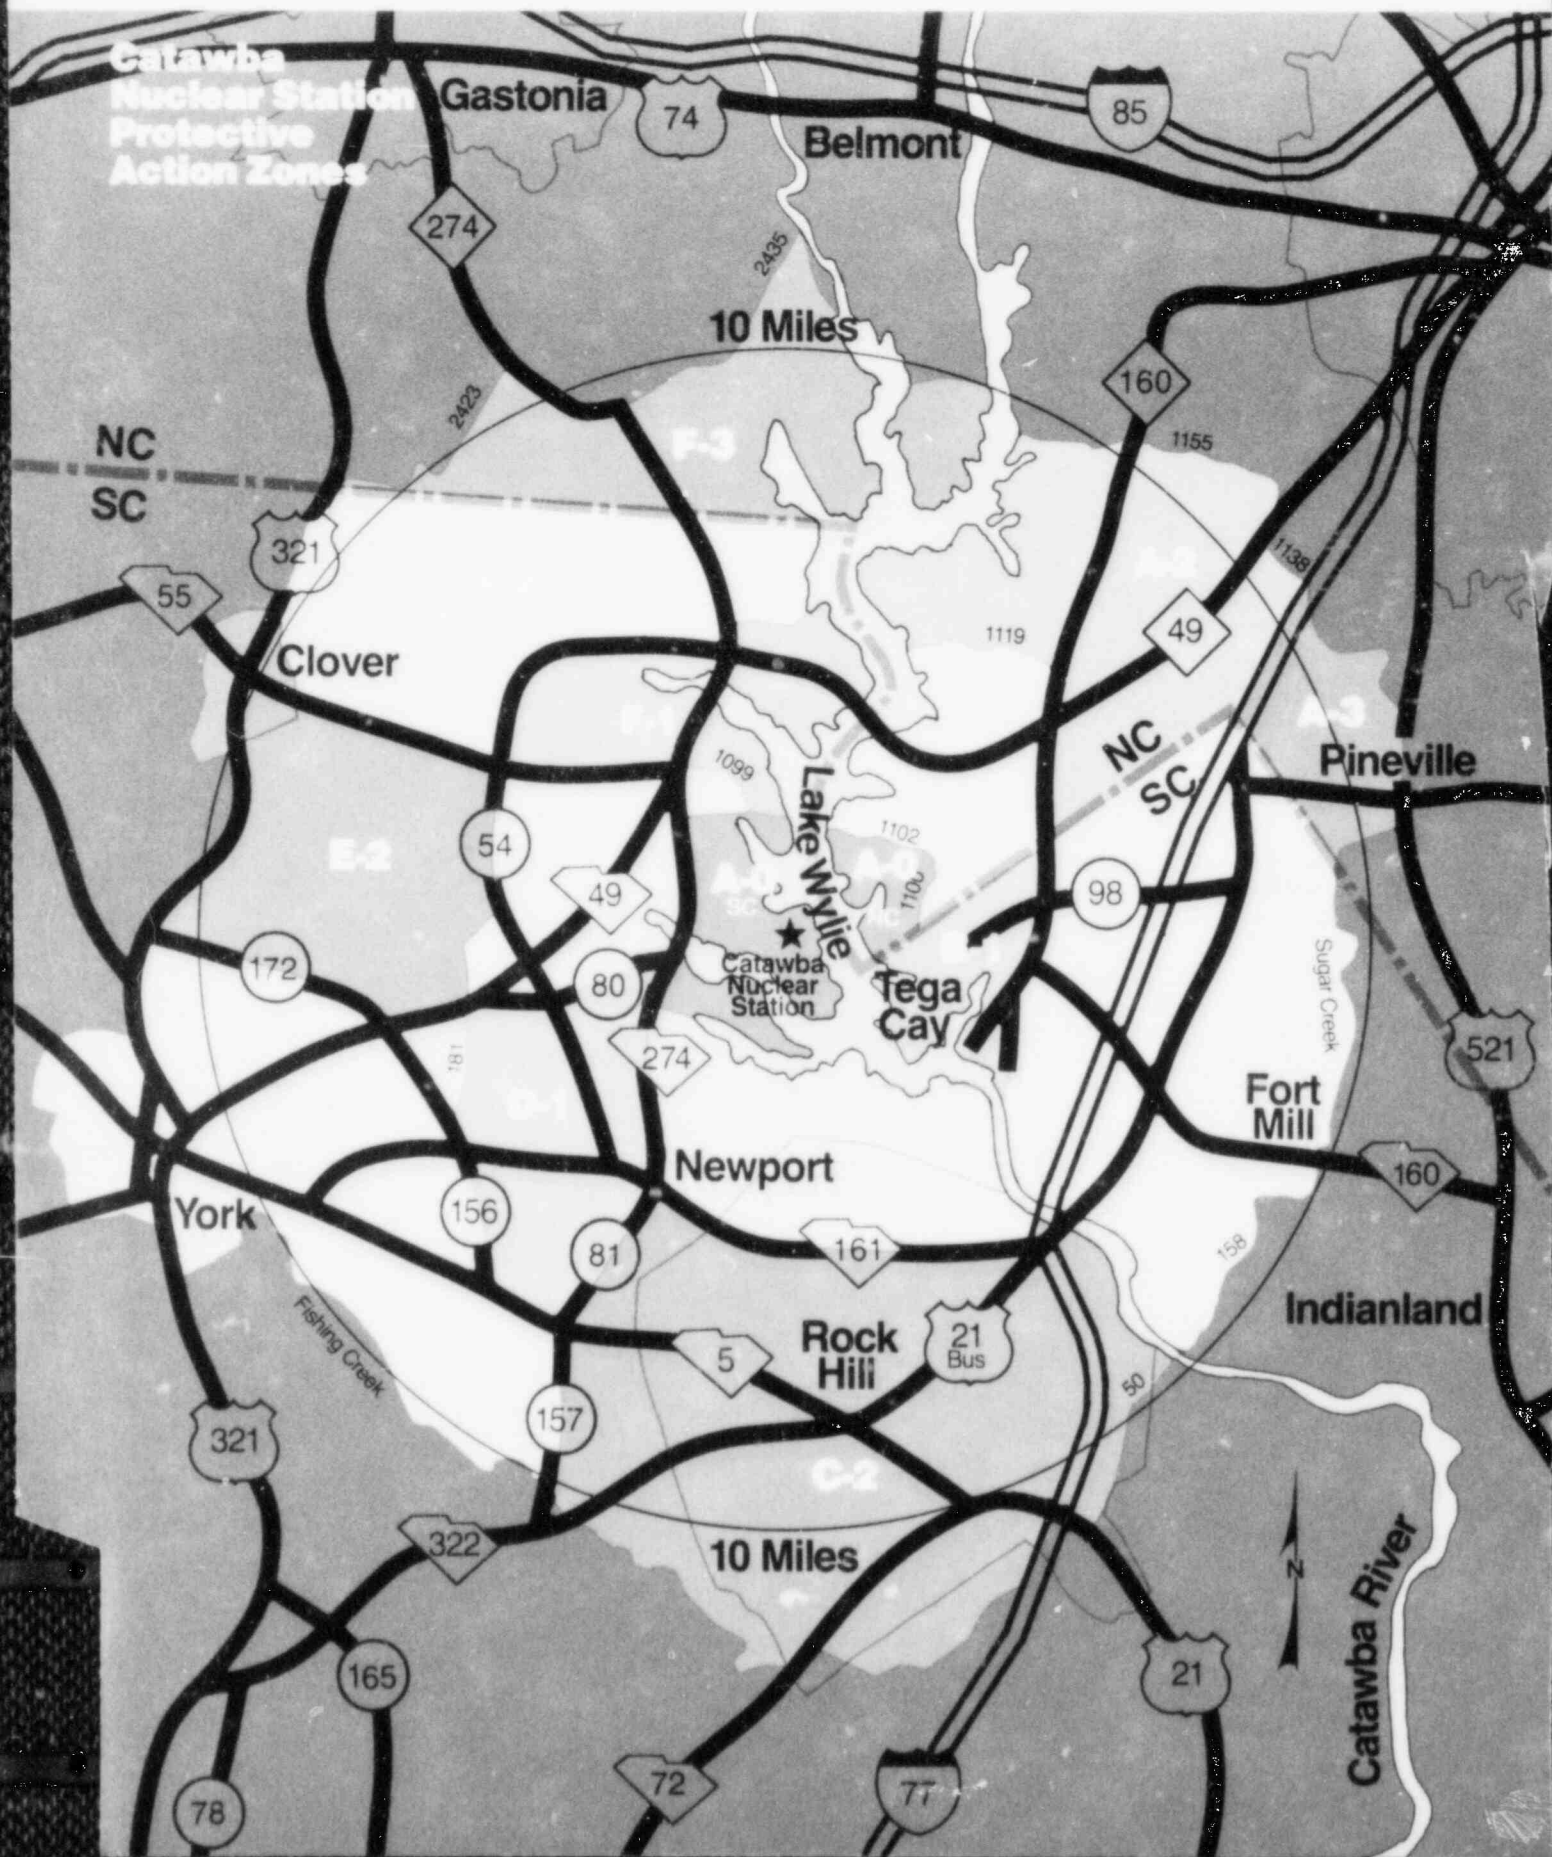 Catawba
Nuclear Station
Protective
Action Zones
Gastonia
74
Belmont
85
274
2435
10 Miles
160
2423
1155
NC
SC
F-3
321
1138
55
A-2
1119
49
Clover
F-1
A-3
NC
SC
Pineville
1099
Lake Wylie
1102
54
E-2
A-0
SC
A-0
NC
49
98
172
80
Catawba
Nuclear
Station
Tega
Cay
Sugar Creek
521
274
181
D-1
Fort
Mill
Newport
160
York
156
81
161
158
Indianland
Fishing Creek
Rock
Hill
21
Bus
5
50
157
321
C-2
322
10 Miles
N
Catawba River
165
21
72
77
78